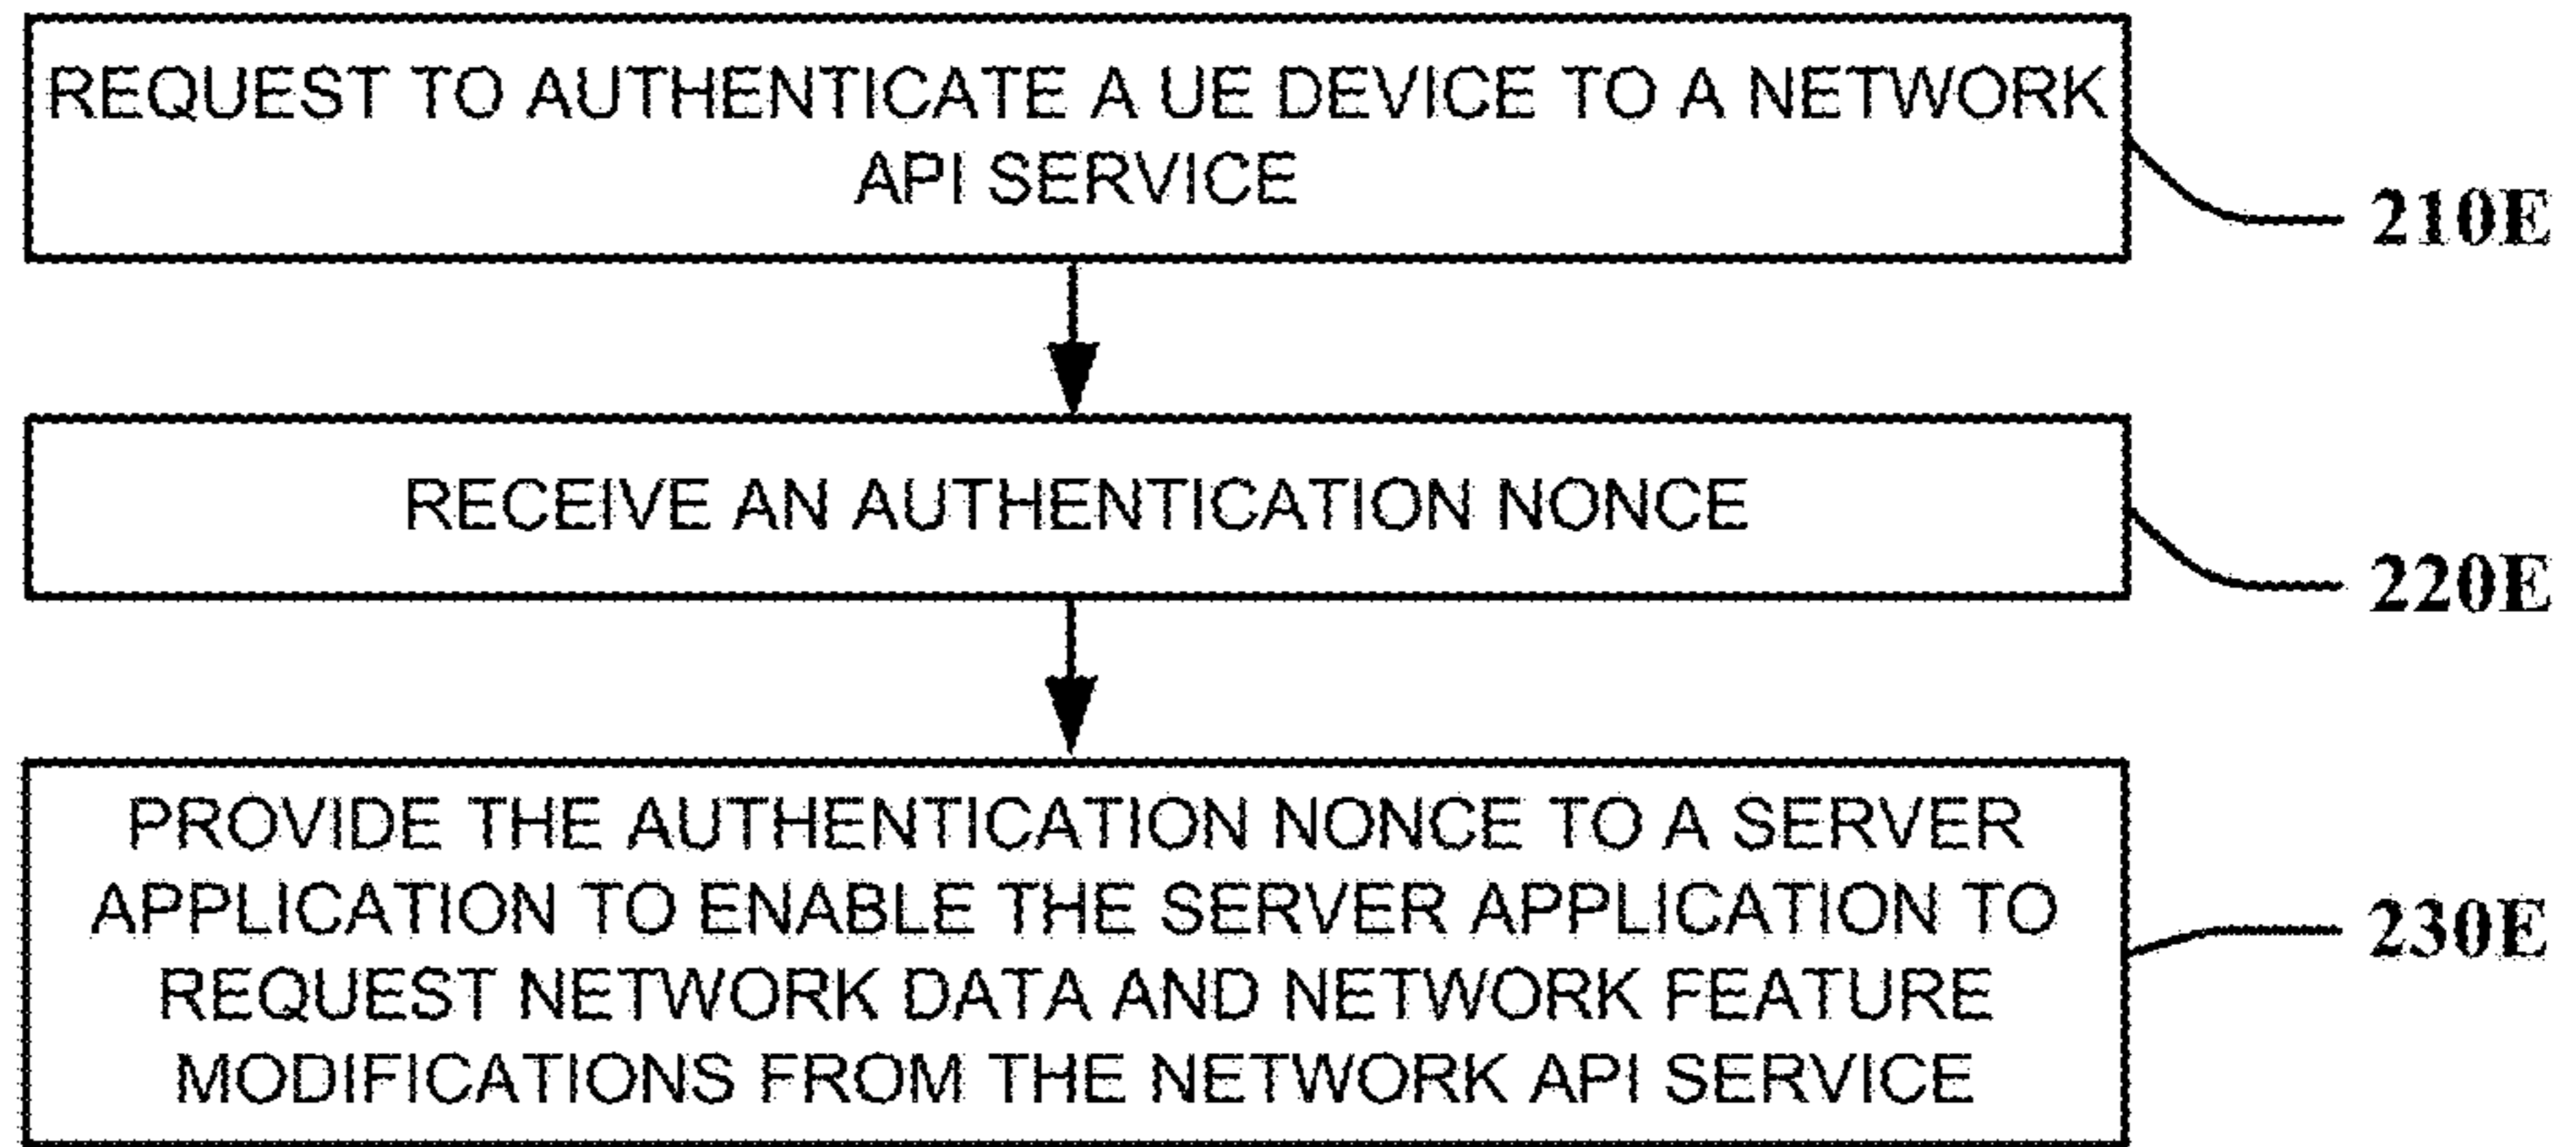 REQUEST TO AUTHENTICATE A UE DEVICE TO A NETWORK
API SERVICE
210E
RECEIVE AN AUTHENTICATION NONCE
220E
PROVIDE THE AUTHENTICATION NONCE TO A SERVER
APPLICATION TO ENABLE THE SERVER APPLICATION TO
REQUEST NETWORK DATA AND NETWORK FEATURE
MODIFICATIONS FROM THE NETWORK API SERVICE
230E